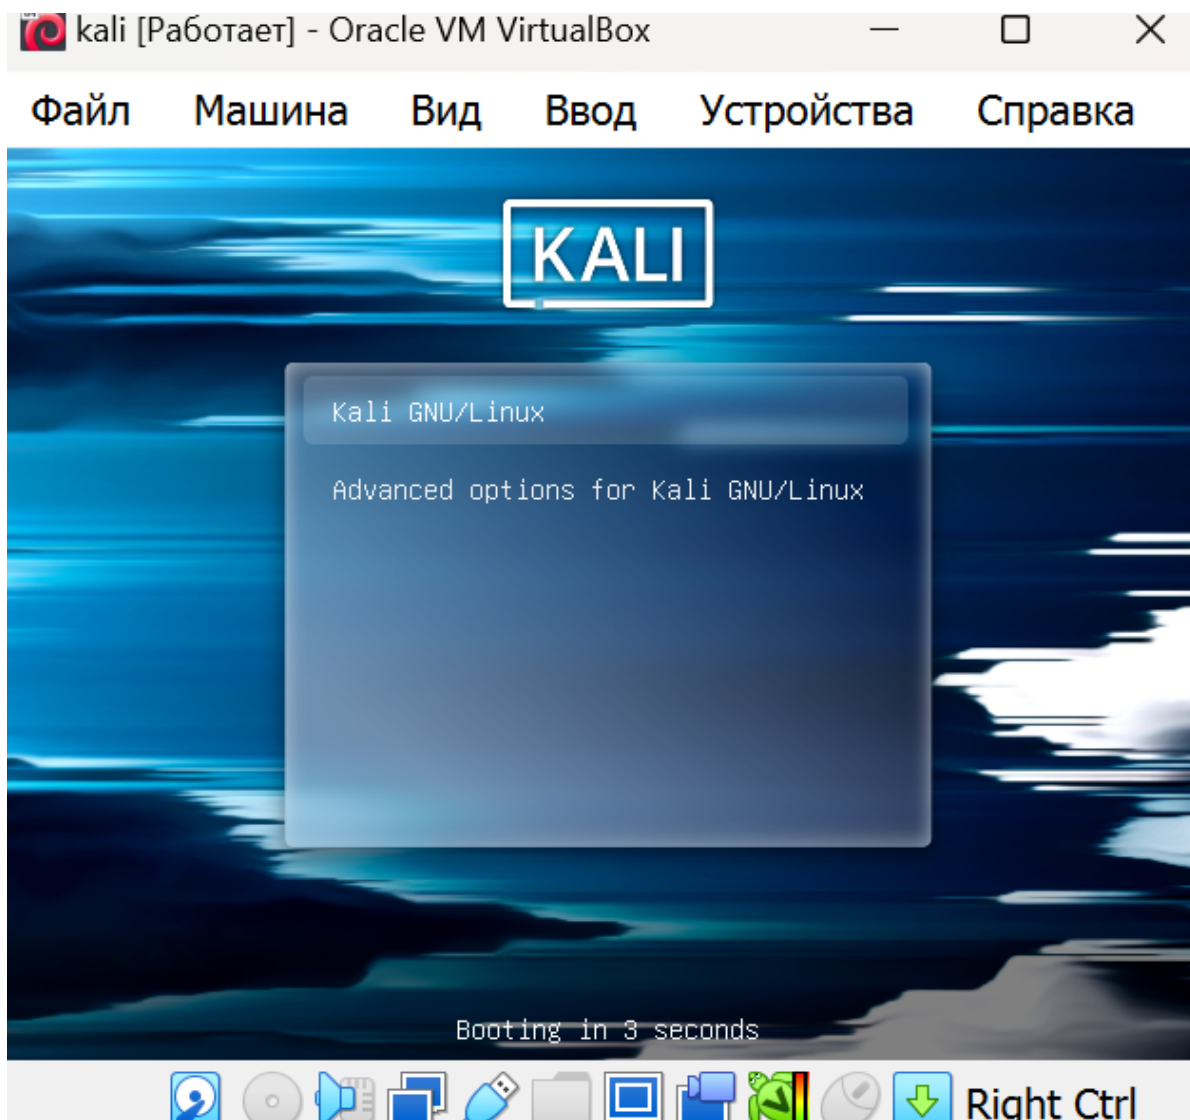 kali [Работает] - Oracle VM VirtualBox
Файл Машина Вид Ввод Устройства Справка
KALI
Kali GNU/Linux
Advanced options for Kali GNU/Linux
Booting in 3 seconds
Right Ctrl